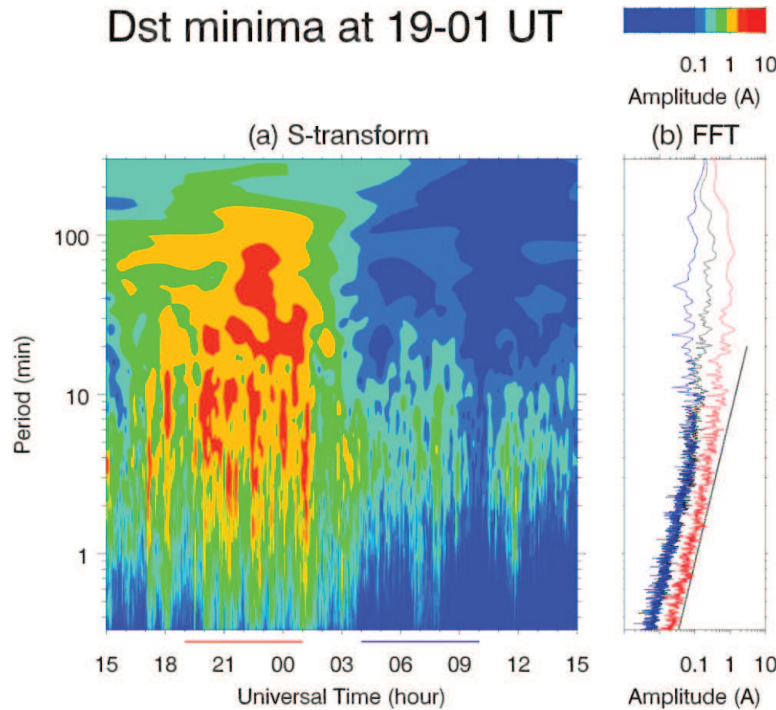 Dst minima at 19-01 UT
0.1 1 10
Amplitude (A)
(a) S-transform
(b) FFT
Period (min)
100
10
1
15 18 21 00 03 06 09 12 15
Universal Time (hour)
0.1 1 10
Amplitude (A)